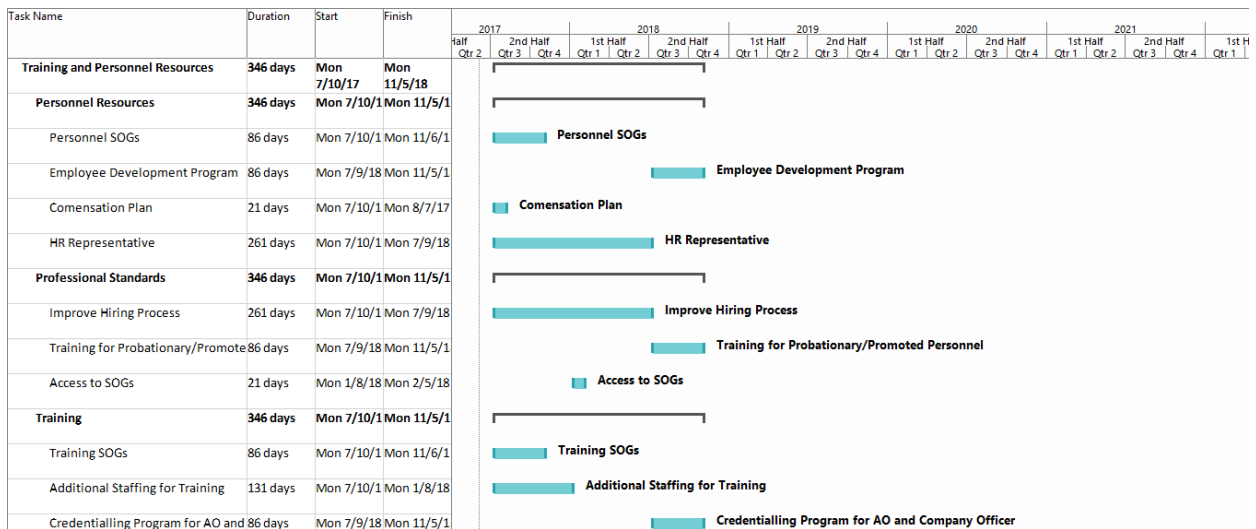 Task Name Duration Start Finish
2017 2018 2019 2020 2021
Half 2nd Half 1st Half 2nd Half 1st Half 2nd Half 1st Half 2nd Half 1st Half 2nd Half 1st H
Qtr 2 Qtr 3 Qtr 4 Qtr 1 Qtr 2 Qtr 3 Qtr 4 Qtr 1 Qtr 2 Qtr 3 Qtr 4 Qtr 1 Qtr 2 Qtr 3 Qtr 4 Qtr 1 Qtr 2 Qtr 3 Qtr 4 Qtr 1
Training and Personnel Resources 346 days Mon Mon
7/10/17 11/5/18
Personnel Resources 346 days Mon 7/10/1 Mon 11/5/1
Personnel SOGs 86 days Mon 7/10/1 Mon 11/6/1 Personnel SOGs
Employee Development Program 86 days Mon 7/9/18 Mon 11/5/1 Employee Development Program
Comensation Plan 21 days Mon 7/10/1 Mon 8/7/17 Comensation Plan
HR Representative 261 days Mon 7/10/1 Mon 7/9/18 HR Representative
Professional Standards 346 days Mon 7/10/1 Mon 11/5/1
Improve Hiring Process 261 days Mon 7/10/1 Mon 7/9/18 Improve Hiring Process
Training for Probationary/Promote 86 days Mon 7/9/18 Mon 11/5/1 Training for Probationary/Promoted Personnel
Access to SOGs 21 days Mon 1/8/18 Mon 2/5/18 Access to SOGs
Training 346 days Mon 7/10/1 Mon 11/5/1
Training SOGs 86 days Mon 7/10/1 Mon 11/6/1 Training SOGs
Additional Staffing for Training 131 days Mon 7/10/1 Mon 1/8/18 Additional Staffing for Training
Credentialling Program for AO and 86 days Mon 7/9/18 Mon 11/5/1 Credentialling Program for AO and Company Officer